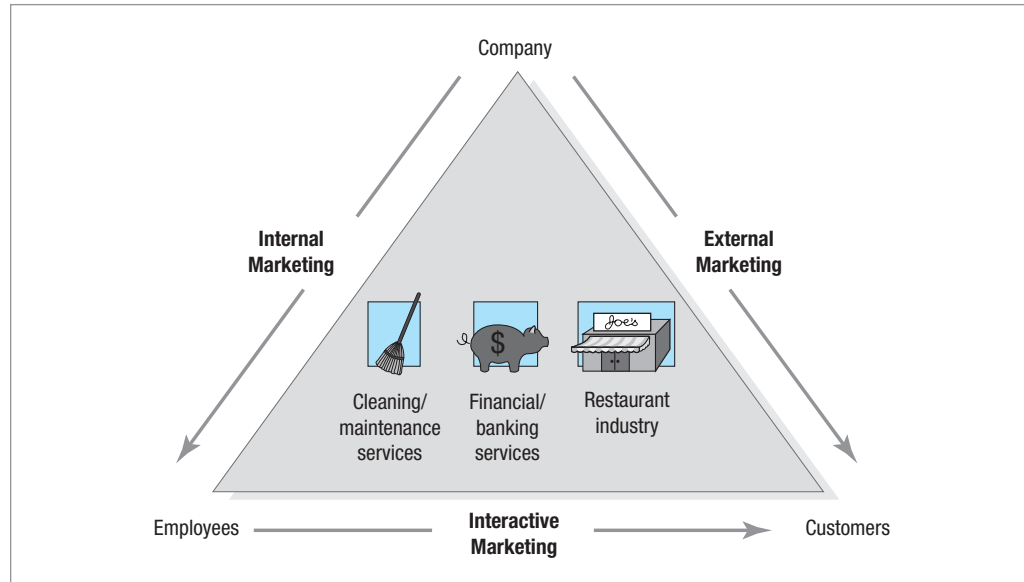 Company
Internal
Marketing
External
Marketing
Joe's
$
Cleaning/
maintenance
services
Financial/
banking
services
Restaurant
industry
Employees
Interactive
Marketing
Customers